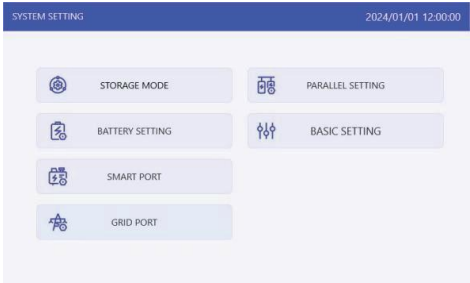 SYSTEM SETTING
2024/01/01 12:00:00
STORAGE MODE
PARALLEL SETTING
BATTERY SETTING
BASIC SETTING
SMART PORT
GRID PORT